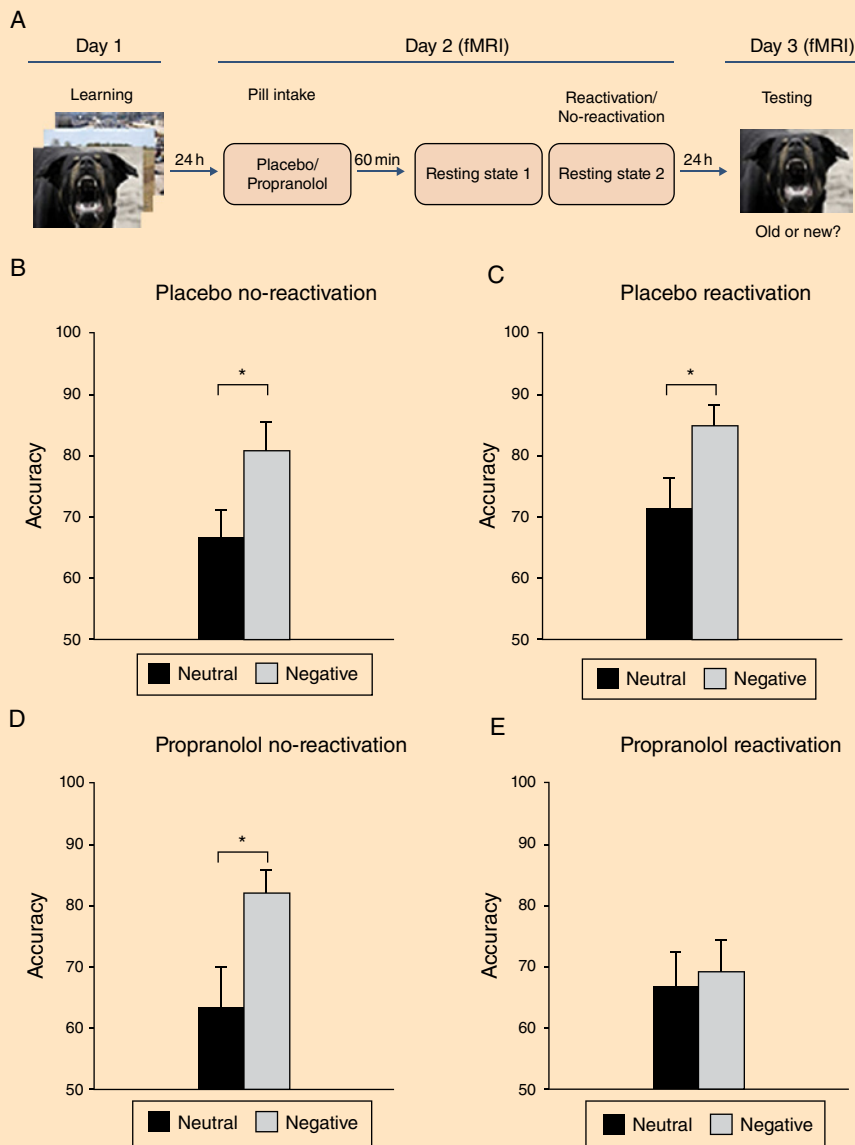 A
Day 1
Day 2 (fMRI)
Day 3 (fMRI)
Learning
Pill intake
Reactivation/
No-reactivation
Testing
24 h
Placebo/
Propranolol
60 min
Resting state 1
Resting state 2
24 h
Old or new?
B
Placebo no-reactivation
100
90
80
70
60
50
Accuracy
*
Neutral
Negative
C
Placebo reactivation
100
90
80
70
60
50
Accuracy
*
Neutral
Negative
D
Propranolol no-reactivation
100
90
80
70
60
50
Accuracy
*
Neutral
Negative
E
Propranolol reactivation
100
90
80
70
60
50
Accuracy
Neutral
Negative